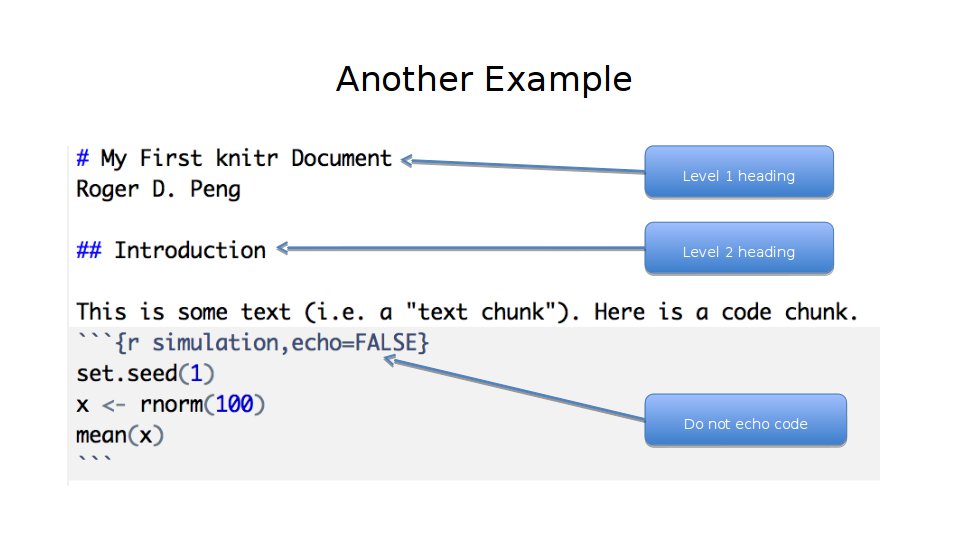 Another Example
# My First knitr Document
Level 1 heading
Roger D. Peng
## Introduction
Level 2 heading
This is some text (i.e. a "text chunk"). Here is a code chunk.
```{r simulation,echo=FALSE}
set.seed(1)
x <- rnorm(100)
Do not echo code
mean(x)
```